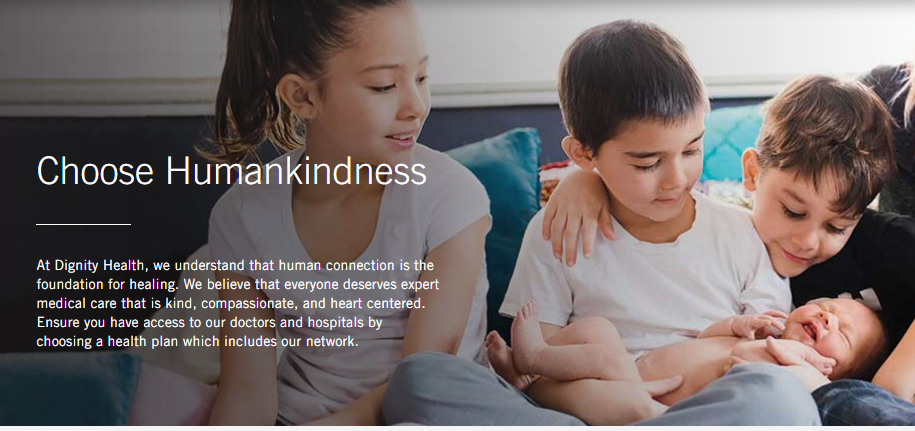 Choose Humankindness
At Dignity Health, we understand that human connection is the
foundation for healing. We believe that everyone deserves expert
medical care that is kind, compassionate, and heart centered.
Ensure you have access to our doctors and hospitals by
choosing a health plan which includes our network.